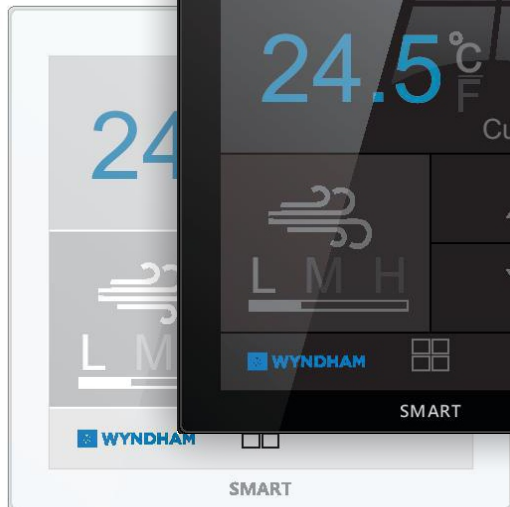 24.5 °C
F
Cu
L M H
WYNDHAM
SMART
24
L M
WYNDHAM
SMART